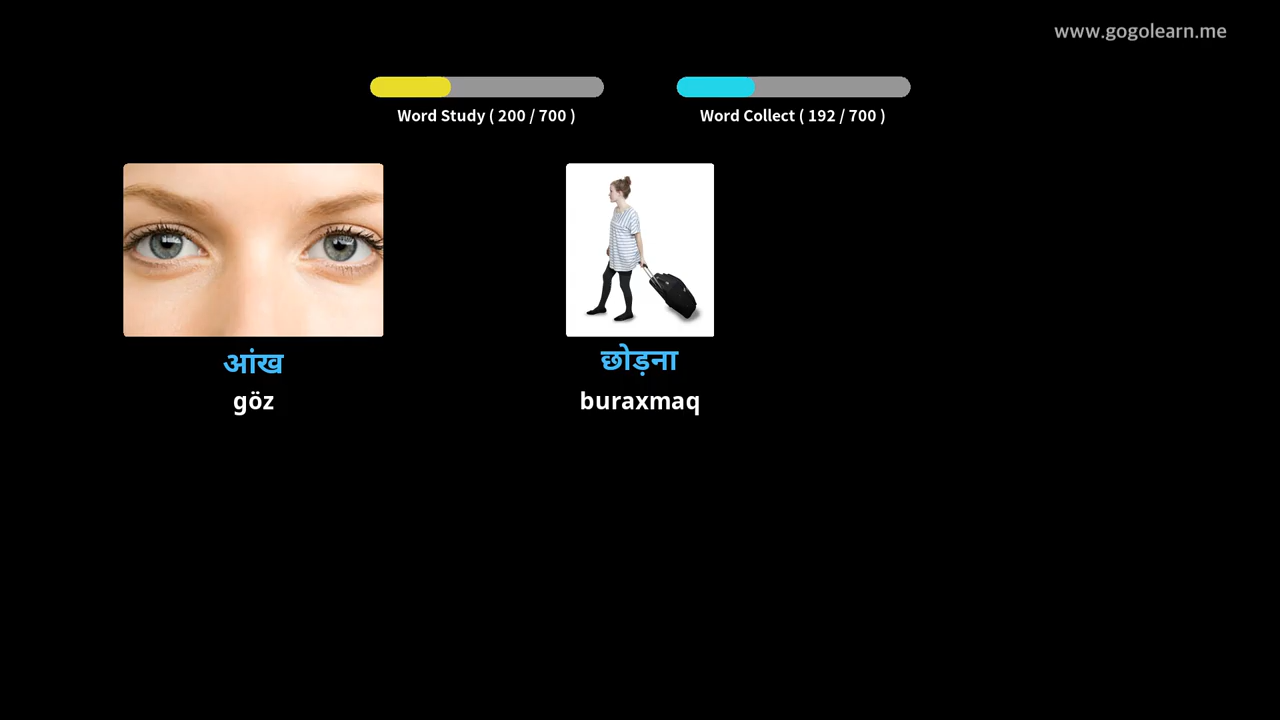 www.gogolearn.me
Word Study ( 200 / 700 )
Word Collect ( 192 / 700 )
आंख
छोड़ना
göz
buraxmaq